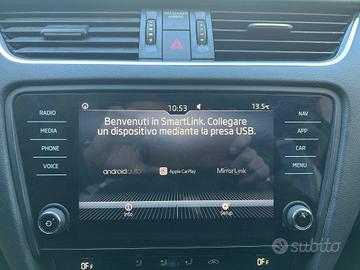 PASSENGER
AIRBAG
RADIO
MEDIA
PHONE
VOICE
10:53
13.5°C
Benvenuti in SmartLink. Collegare
un dispositivo mediante la presa USB.
androidauto
Apple CarPlay
MirrorLink
Info
Setup
NAV
APP
CAR
MENU
OFF
OFF
subito